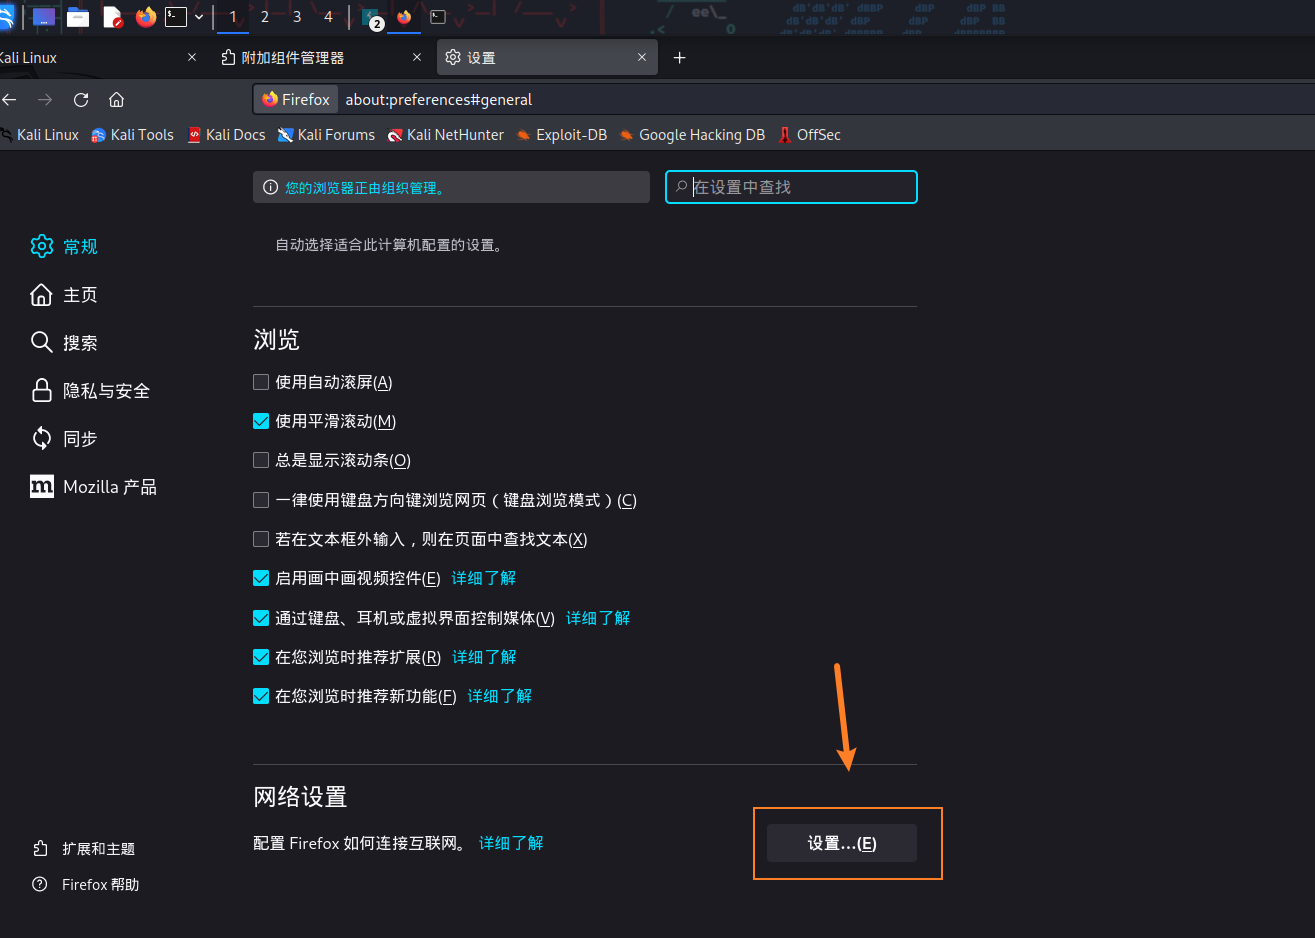 1 2 3 4 2
Kali Linux
附加组件管理器
设置
Firefox about:preferences#general
Kali Linux Kali Tools Kali Docs Kali Forums Kali NetHunter Exploit-DB Google Hacking DB OffSec
您的浏览器正由组织管理。
在设置中查找
自动选择适合此计算机配置的设置。
常规
主页
搜索
隐私与安全
同步
Mozilla 产品
浏览
使用自动滚屏(A)
使用平滑滚动(M)
总是显示滚动条(O)
一律使用键盘方向键浏览网页（键盘浏览模式）(C)
若在文本框外输入，则在页面中查找文本(X)
启用画中画视频控件(E) 详细了解
通过键盘、耳机或虚拟界面控制媒体(V) 详细了解
在您浏览时推荐扩展(R) 详细了解
在您浏览时推荐新功能(F) 详细了解
网络设置
配置 Firefox 如何连接互联网。 详细了解
设置...(E)
扩展和主题
Firefox 帮助